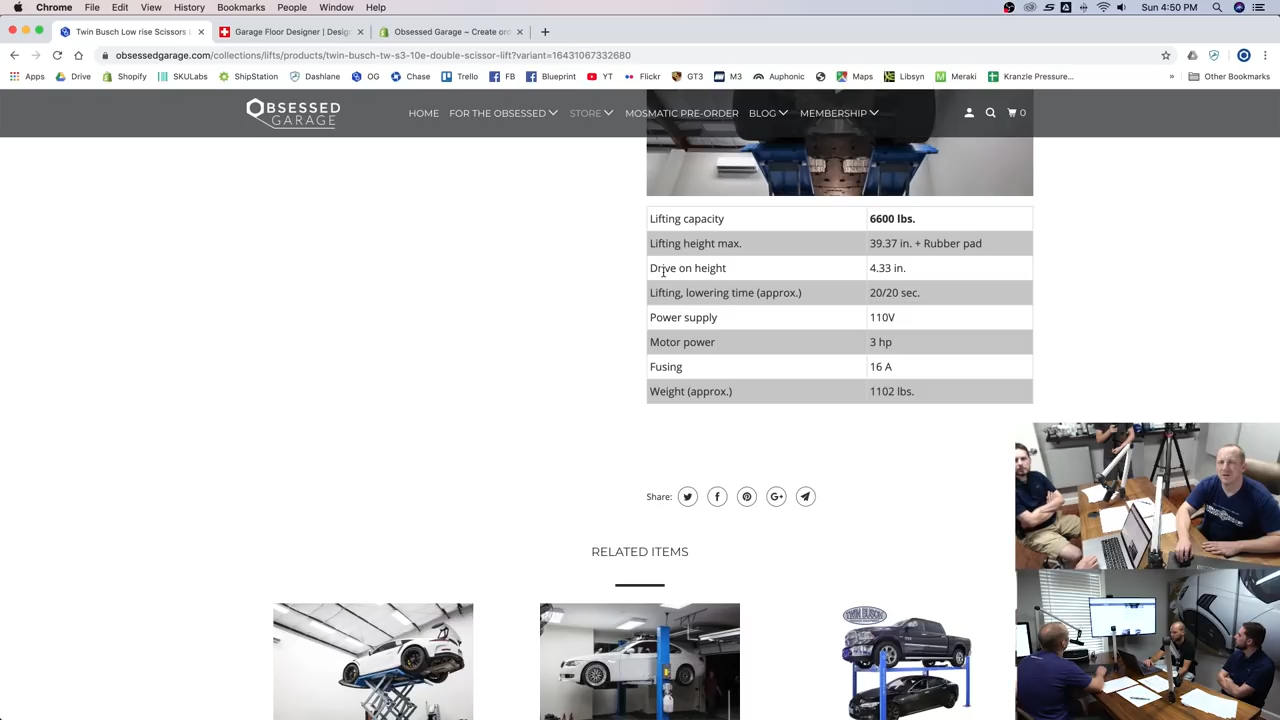 Chrome File Edit View History Bookmarks People Window Help Sun 4:50 PM
Twin Busch Low rise Scissors L Garage Floor Designer | Desig Obsessed Garage ~ Create ord
obsessedgarage.com/collections/lifts/products/twin-busch-tw-s3-10e-double-scissor-lift?variant=16431067332680
Apps Drive Shopify SKULabs ShipStation Dashlane OG Chase Trello FB Blueprint YT Flickr GT3 M3 Auphonic Maps Libsyn Meraki Kranzle Pressure... » Other Bookmarks
OBSESSED
GARAGE
HOME FOR THE OBSESSED STORE MOSMATIC PRE-ORDER BLOG MEMBERSHIP 0
Lifting capacity 6600 lbs.
Lifting height max. 39.37 in. + Rubber pad
Drive on height 4.33 in.
Lifting, lowering time (approx.) 20/20 sec.
Power supply 110V
Motor power 3 hp
Fusing 16 A
Weight (approx.) 1102 lbs.
Share:
RELATED ITEMS
TWIN BUSCH